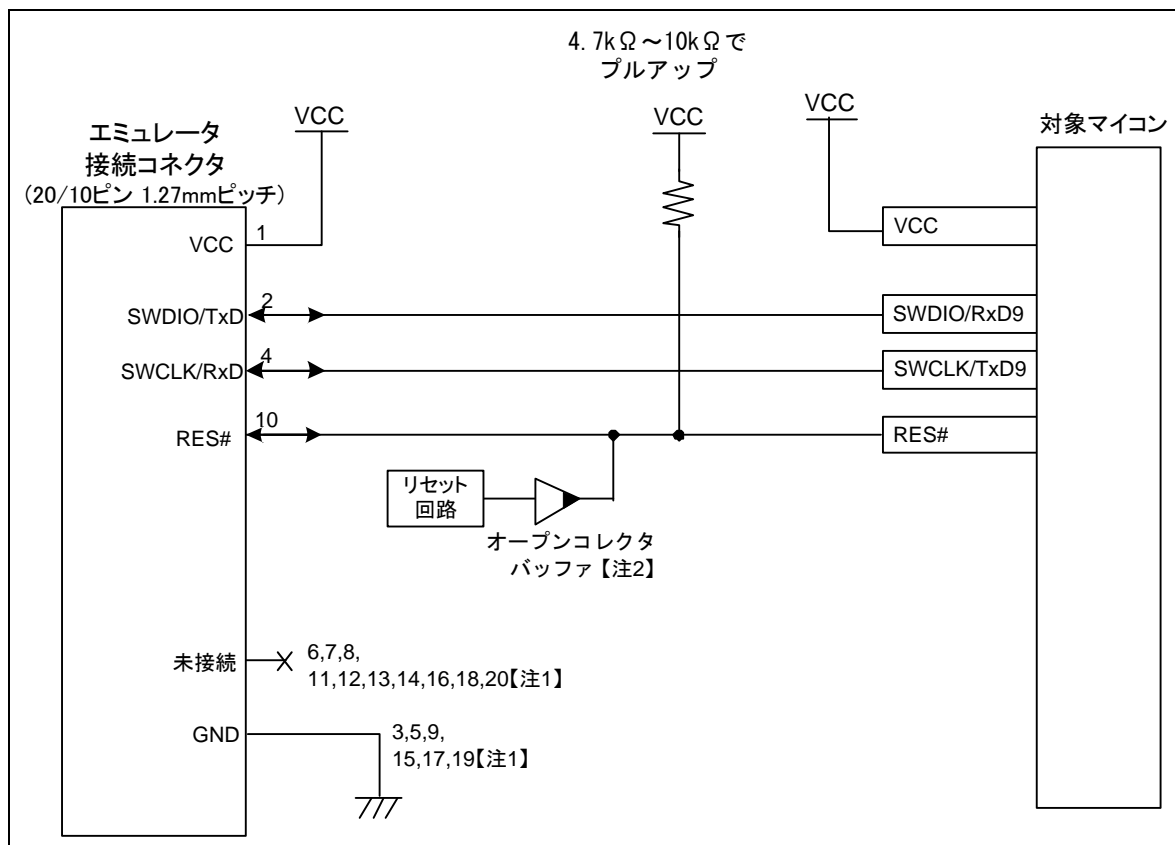 4.7kΩ～10kΩで
プルアップ
VCC
VCC
VCC
エミュレータ
接続コネクタ
(20/10ピン 1.27mmピッチ)
対象マイコン
VCC
1
VCC
SWDIO/TxD
2
SWDIO/RxD9
SWCLK/RxD
4
SWCLK/TxD9
RES#
10
RES#
リセット
回路
オープンコレクタ
バッファ【注2】
未接続
6,7,8,
11,12,13,14,16,18,20【注1】
GND
3,5,9,
15,17,19【注1】